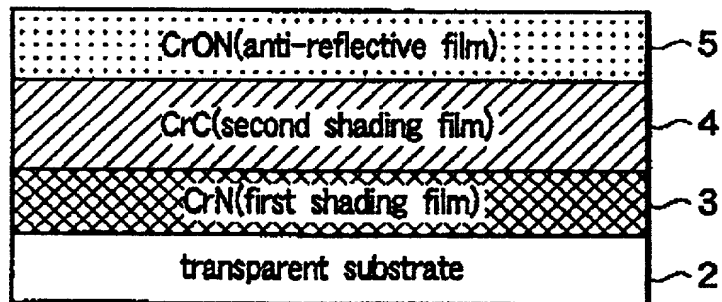 CrON(anti-reflective film) 5
CrC(second shading film) 4
CrN(first shading film) 3
transparent substrate 2